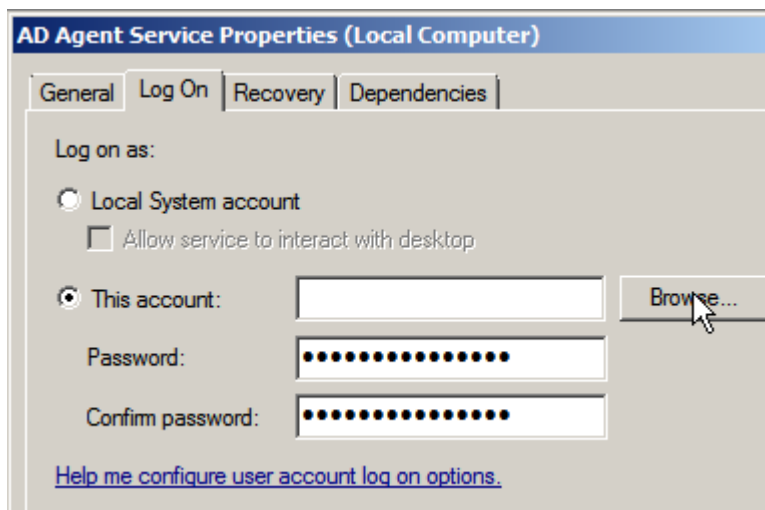 AD Agent Service Properties (Local Computer)
General Log On Recovery Dependencies
Log on as:
Local System account
Allow service to interact with desktop
This account: Browse...
Password: •••••••••••••••
Confirm password: •••••••••••••••
Help me configure user account log on options.